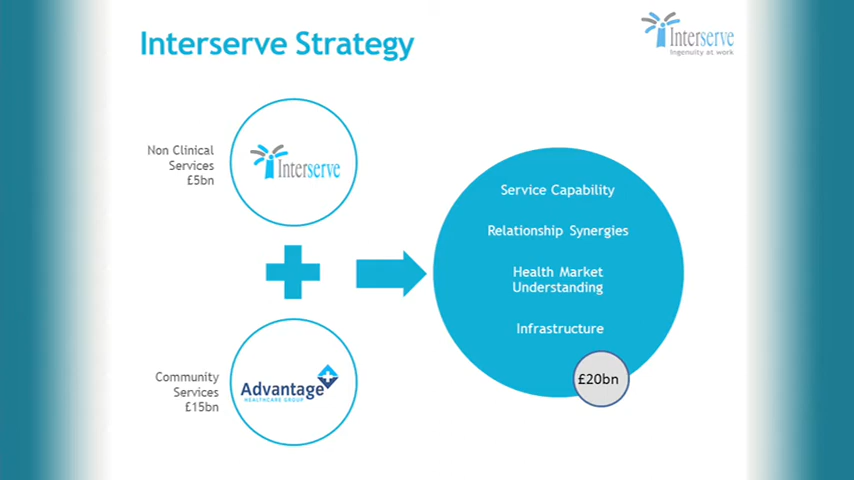 Interserve Strategy
Interserve
Ingenuity at work
Non Clinical
Services
£5bn
Interserve
Community
Services
£15bn
Advantage
HEALTHCARE GROUP
Service Capability
Relationship Synergies
Health Market
Understanding
Infrastructure
£20bn